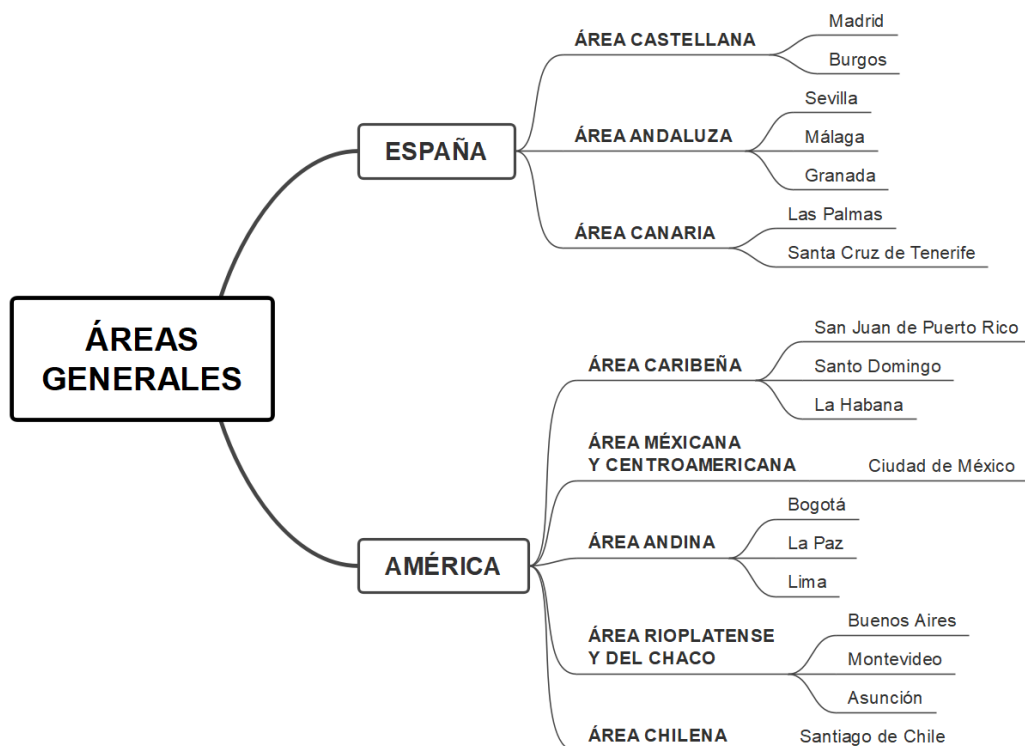 ÁREAS
GENERALES
ESPAÑA
ÁREA CASTELLANA
Madrid
Burgos
ÁREA ANDALUZA
Sevilla
Málaga
Granada
ÁREA CANARIA
Las Palmas
Santa Cruz de Tenerife
AMÉRICA
ÁREA CARIBEÑA
San Juan de Puerto Rico
Santo Domingo
La Habana
ÁREA MÉXICANA
Y CENTROAMERICANA
Ciudad de México
ÁREA ANDINA
Bogotá
La Paz
Lima
ÁREA RIOPLATENSE
Y DEL CHACO
Buenos Aires
Montevideo
Asunción
ÁREA CHILENA
Santiago de Chile